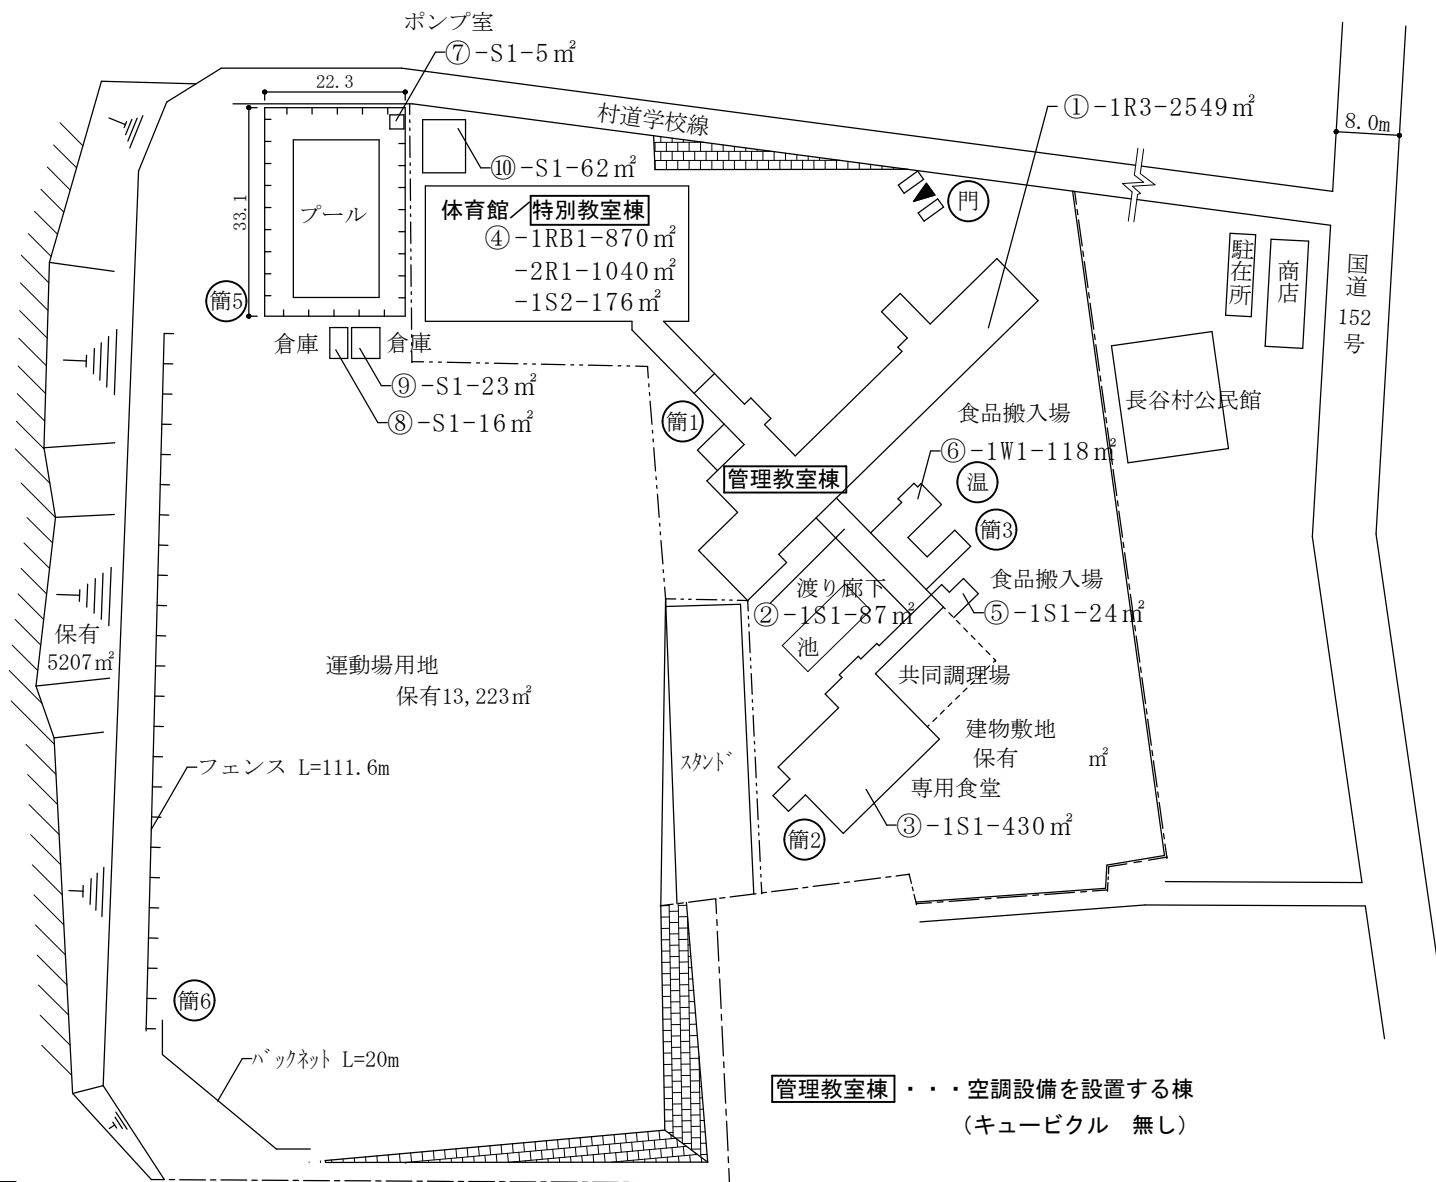 ポンプ室
⑦-S1-5㎡
22.3
村道学校線
①-1R3-2549㎡
8.0m
⑩-S1-62㎡
33.1
プール
体育館／特別教室棟
④-1RB1-870㎡
-2R1-1040㎡
-1S2-176㎡
門
駐在所
商店
国道
152
号
簡5
倉庫
倉庫
⑨-S1-23㎡
⑧-S1-16㎡
長谷村公民館
食品搬入場
⑥-1W1-118㎡
簡1
管理教室棟
温
簡3
食品搬入場
⑤-1S1-24㎡
渡り廊下
②-1S1-87㎡
池
保有
5207㎡
運動場用地
保有13,223㎡
共同調理場
建物敷地
保有 ㎡
スタンド
フェンス L=111.6m
専用食堂
③-1S1-430㎡
簡2
簡6
バックネット L=20m
管理教室棟・・・空調設備を設置する棟
（キュービクル　無し）